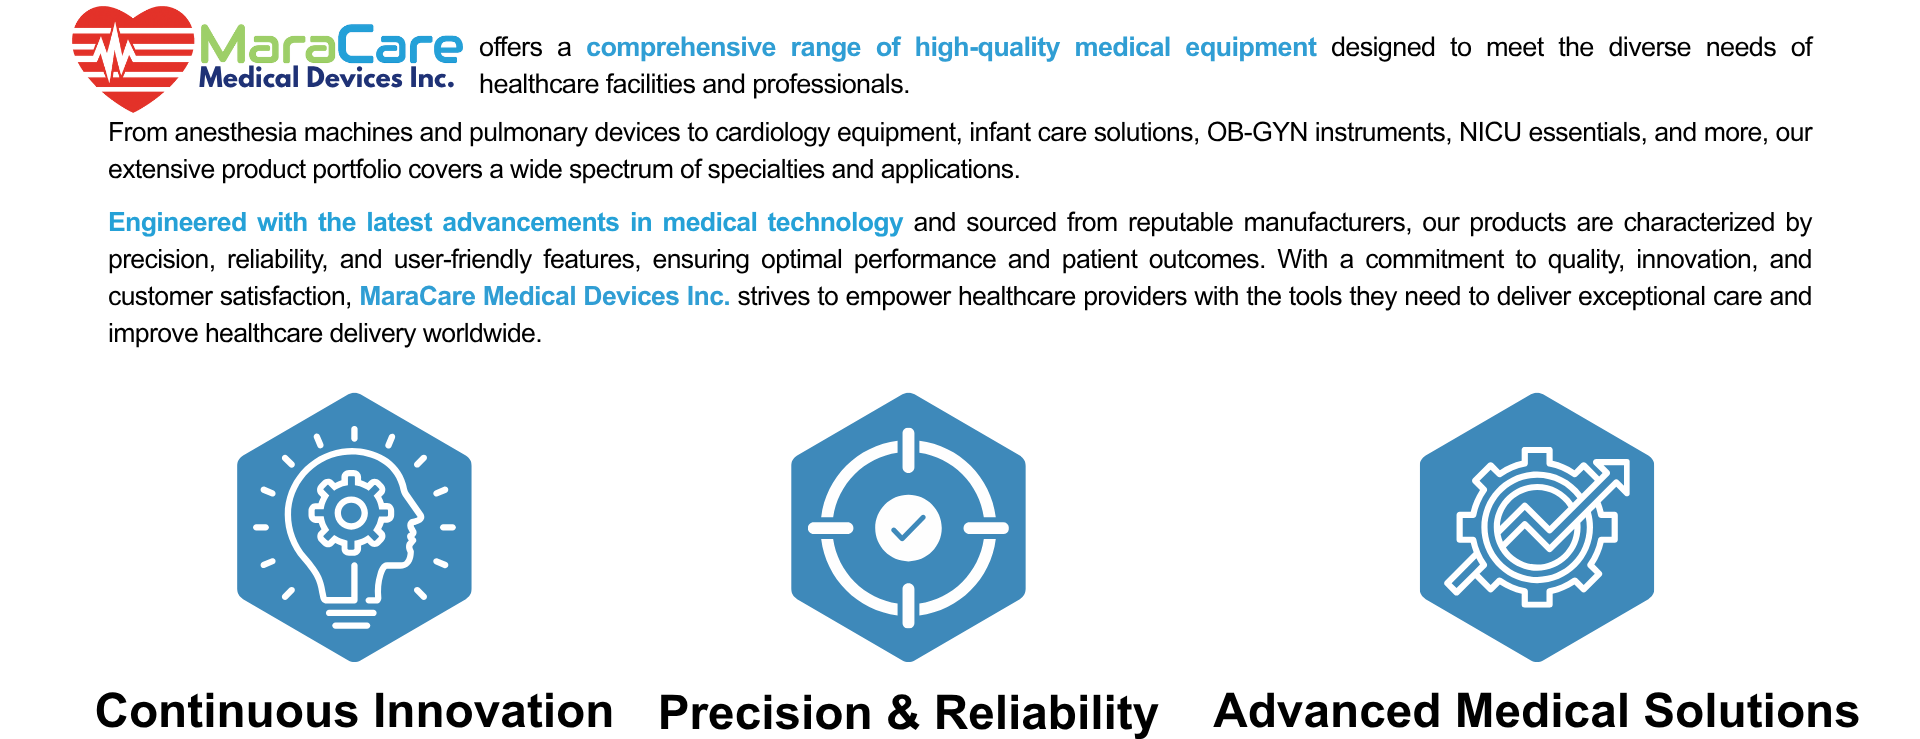 MaraCare
Medical Devices Inc.
offers a comprehensive range of high-quality medical equipment designed to meet the diverse needs of
healthcare facilities and professionals.
From anesthesia machines and pulmonary devices to cardiology equipment, infant care solutions, OB-GYN instruments, NICU essentials, and more, our
extensive product portfolio covers a wide spectrum of specialties and applications.
Engineered with the latest advancements in medical technology and sourced from reputable manufacturers, our products are characterized by
precision, reliability, and user-friendly features, ensuring optimal performance and patient outcomes. With a commitment to quality, innovation, and
customer satisfaction, MaraCare Medical Devices Inc. strives to empower healthcare providers with the tools they need to deliver exceptional care and
improve healthcare delivery worldwide.
Continuous Innovation
Precision & Reliability
Advanced Medical Solutions